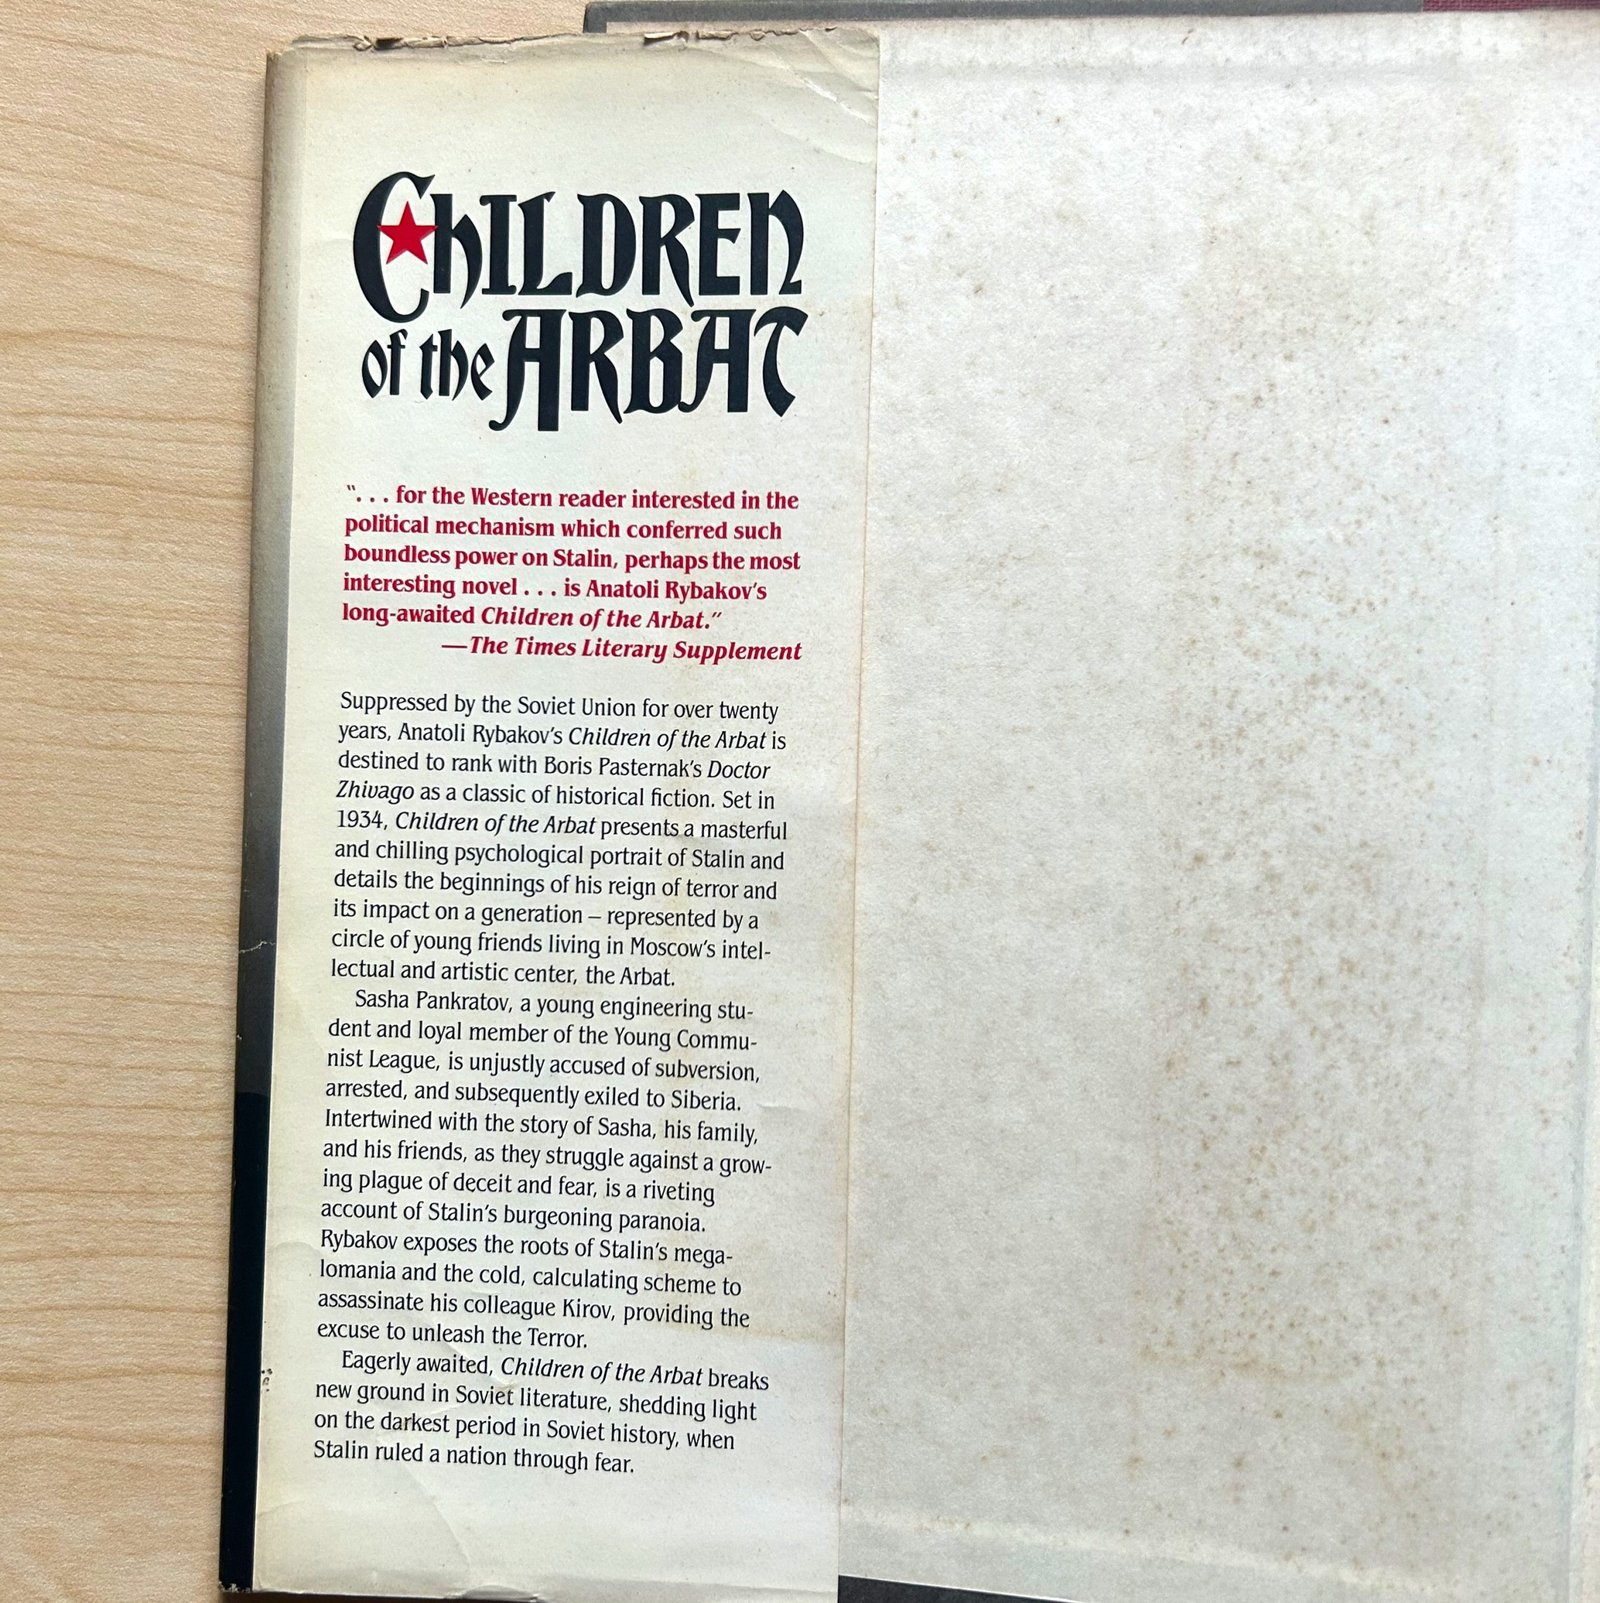 ChILDREN
of the ARBAT
“. . . for the Western reader interested in the
political mechanism which conferred such
boundless power on Stalin, perhaps the most
interesting novel . . . is Anatoli Rybakov’s
long-awaited Children of the Arbat.”
—The Times Literary Supplement
Suppressed by the Soviet Union for over twenty
years, Anatoli Rybakov’s Children of the Arbat is
destined to rank with Boris Pasternak’s Doctor
Zhivago as a classic of historical fiction. Set in
1934, Children of the Arbat presents a masterful
and chilling psychological portrait of Stalin and
details the beginnings of his reign of terror and
its impact on a generation – represented by a
circle of young friends living in Moscow’s intel-
lectual and artistic center, the Arbat.
Sasha Pankratov, a young engineering stu-
dent and loyal member of the Young Commu-
nist League, is unjustly accused of subversion,
arrested, and subsequently exiled to Siberia.
Intertwined with the story of Sasha, his family,
and his friends, as they struggle against a grow-
ing plague of deceit and fear, is a riveting
account of Stalin’s burgeoning paranoia.
Rybakov exposes the roots of Stalin’s mega-
lomania and the cold, calculating scheme to
assassinate his colleague Kirov, providing the
excuse to unleash the Terror.
Eagerly awaited, Children of the Arbat breaks
new ground in Soviet literature, shedding light
on the darkest period in Soviet history, when
Stalin ruled a nation through fear.